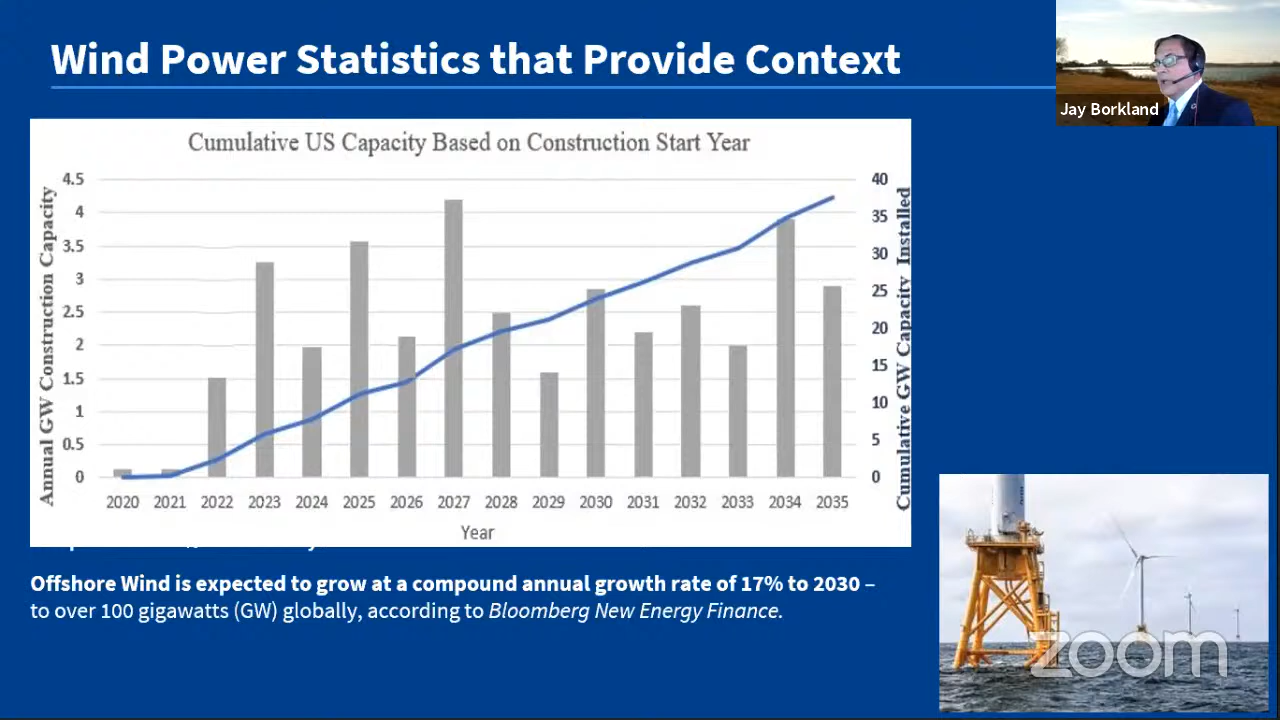 Wind Power Statistics that Provide Context
Jay Borkland
Cumulative US Capacity Based on Construction Start Year
Annual GW Construction Capacity
4.5
4
3.5
3
2.5
2
1.5
1
0.5
0
40
35
30
25
20
15
10
5
0
Cumulative GW Capacity Installed
2020 2021 2022 2023 2024 2025 2026 2027 2028 2029 2030 2031 2032 2033 2034 2035
Year
Offshore Wind is expected to grow at a compound annual growth rate of 17% to 2030 –
to over 100 gigawatts (GW) globally, according to Bloomberg New Energy Finance.
zoom